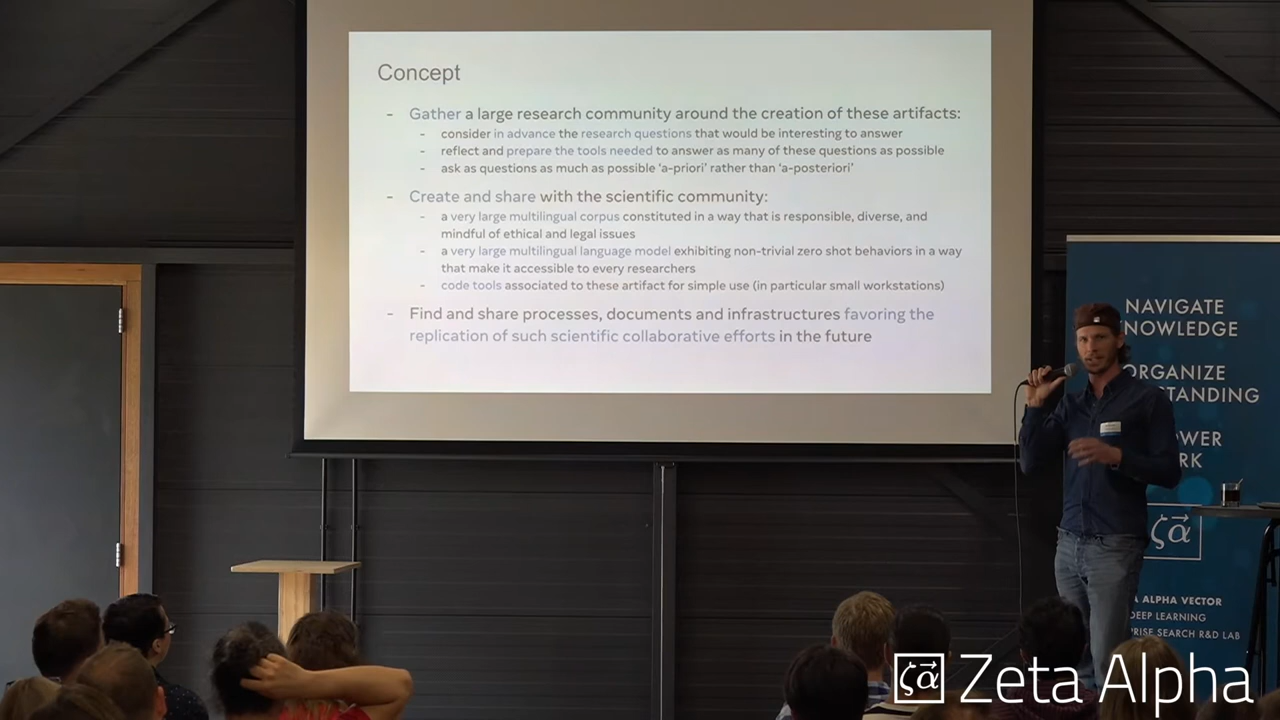 Concept
- Gather a large research community around the creation of these artifacts:
- consider in advance the research questions that would be interesting to answer
- reflect and prepare the tools needed to answer as many of these questions as possible
- ask as questions as much as possible ‘a-priori’ rather than ‘a-posteriori’
- Create and share with the scientific community:
- a very large multilingual corpus constituted in a way that is responsible, diverse, and
mindful of ethical and legal issues
- a very large multilingual language model exhibiting non-trivial zero shot behaviors in a way
that make it accessible to every researchers
- code tools associated to these artifact for simple use (in particular small workstations)
- Find and share processes, documents and infrastructures favoring the
replication of such scientific collaborative efforts in the future
NAVIGATE
NOWLEDGE
ORGANIZE
STANDING
WER
RK
ζα
A ALPHA VECTOR
DEEP LEARNING
PRISE SEARCH R&D LAB
ζα Zeta Alpha